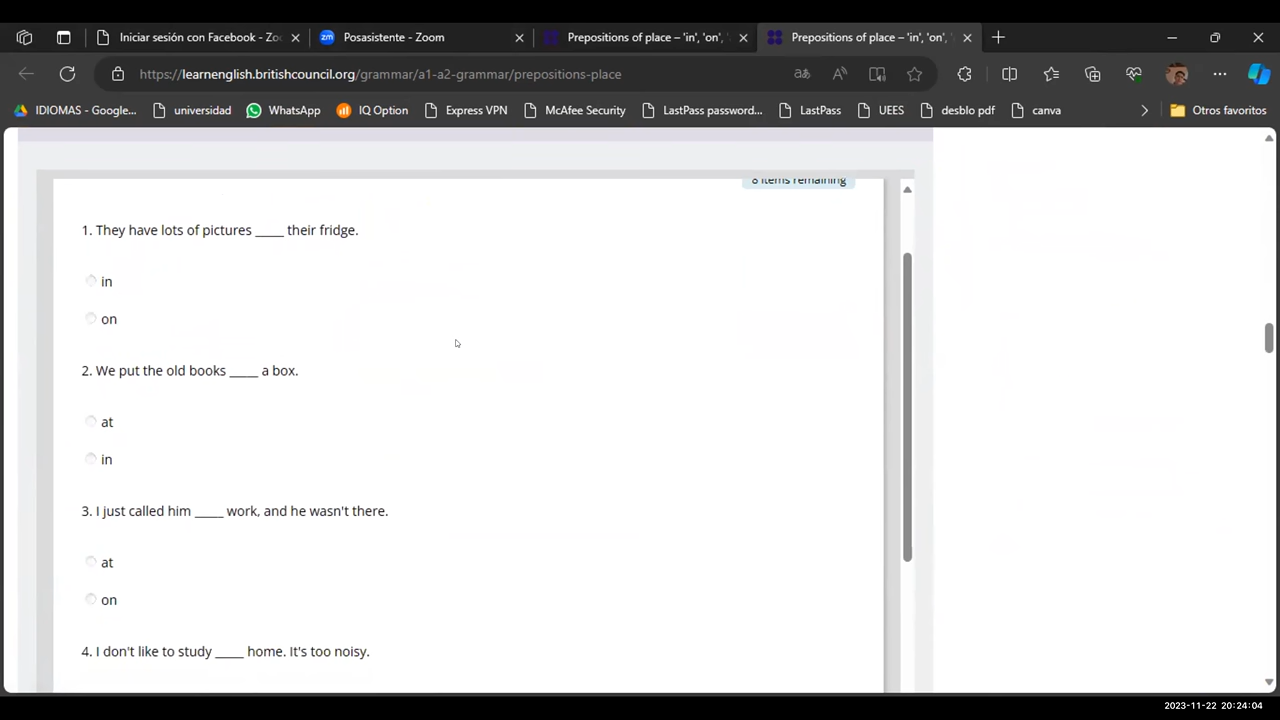 Iniciar sesión con Facebook - Zoo
Posasistente - Zoom
Prepositions of place – 'in', 'on', '
Prepositions of place – 'in', 'on', '
https://learnenglish.britishcouncil.org/grammar/a1-a2-grammar/prepositions-place
IDIOMAS - Google...
universidad
WhatsApp
IQ Option
Express VPN
McAfee Security
LastPass password...
LastPass
UEES
desblo pdf
canva
Otros favoritos
8 items remaining
1. They have lots of pictures _____ their fridge.
in
on
2. We put the old books _____ a box.
at
in
3. I just called him _____ work, and he wasn't there.
at
on
4. I don't like to study _____ home. It's too noisy.
2023-11-22 20:24:04